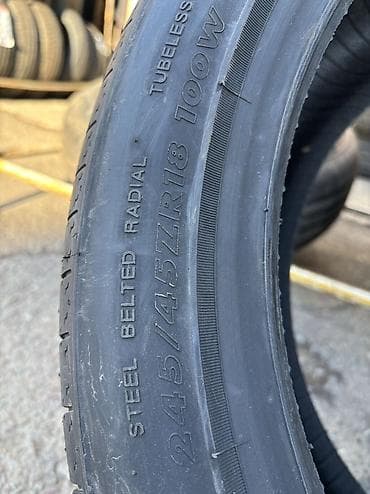 STEEL BELTED RADIAL TUBELESS
245/45ZR18 100W